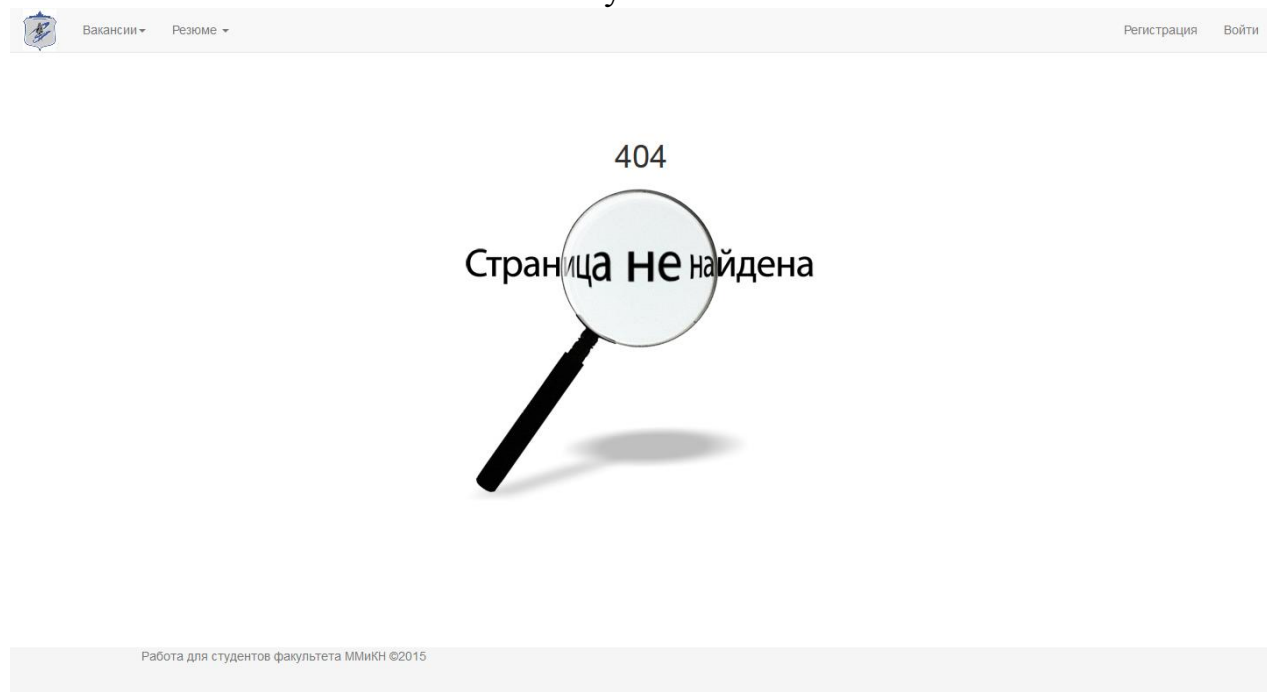 Вакансии Резюме Регистрация Войти
404
Страница не найдена
Работа для студентов факультета ММиКН ©2015